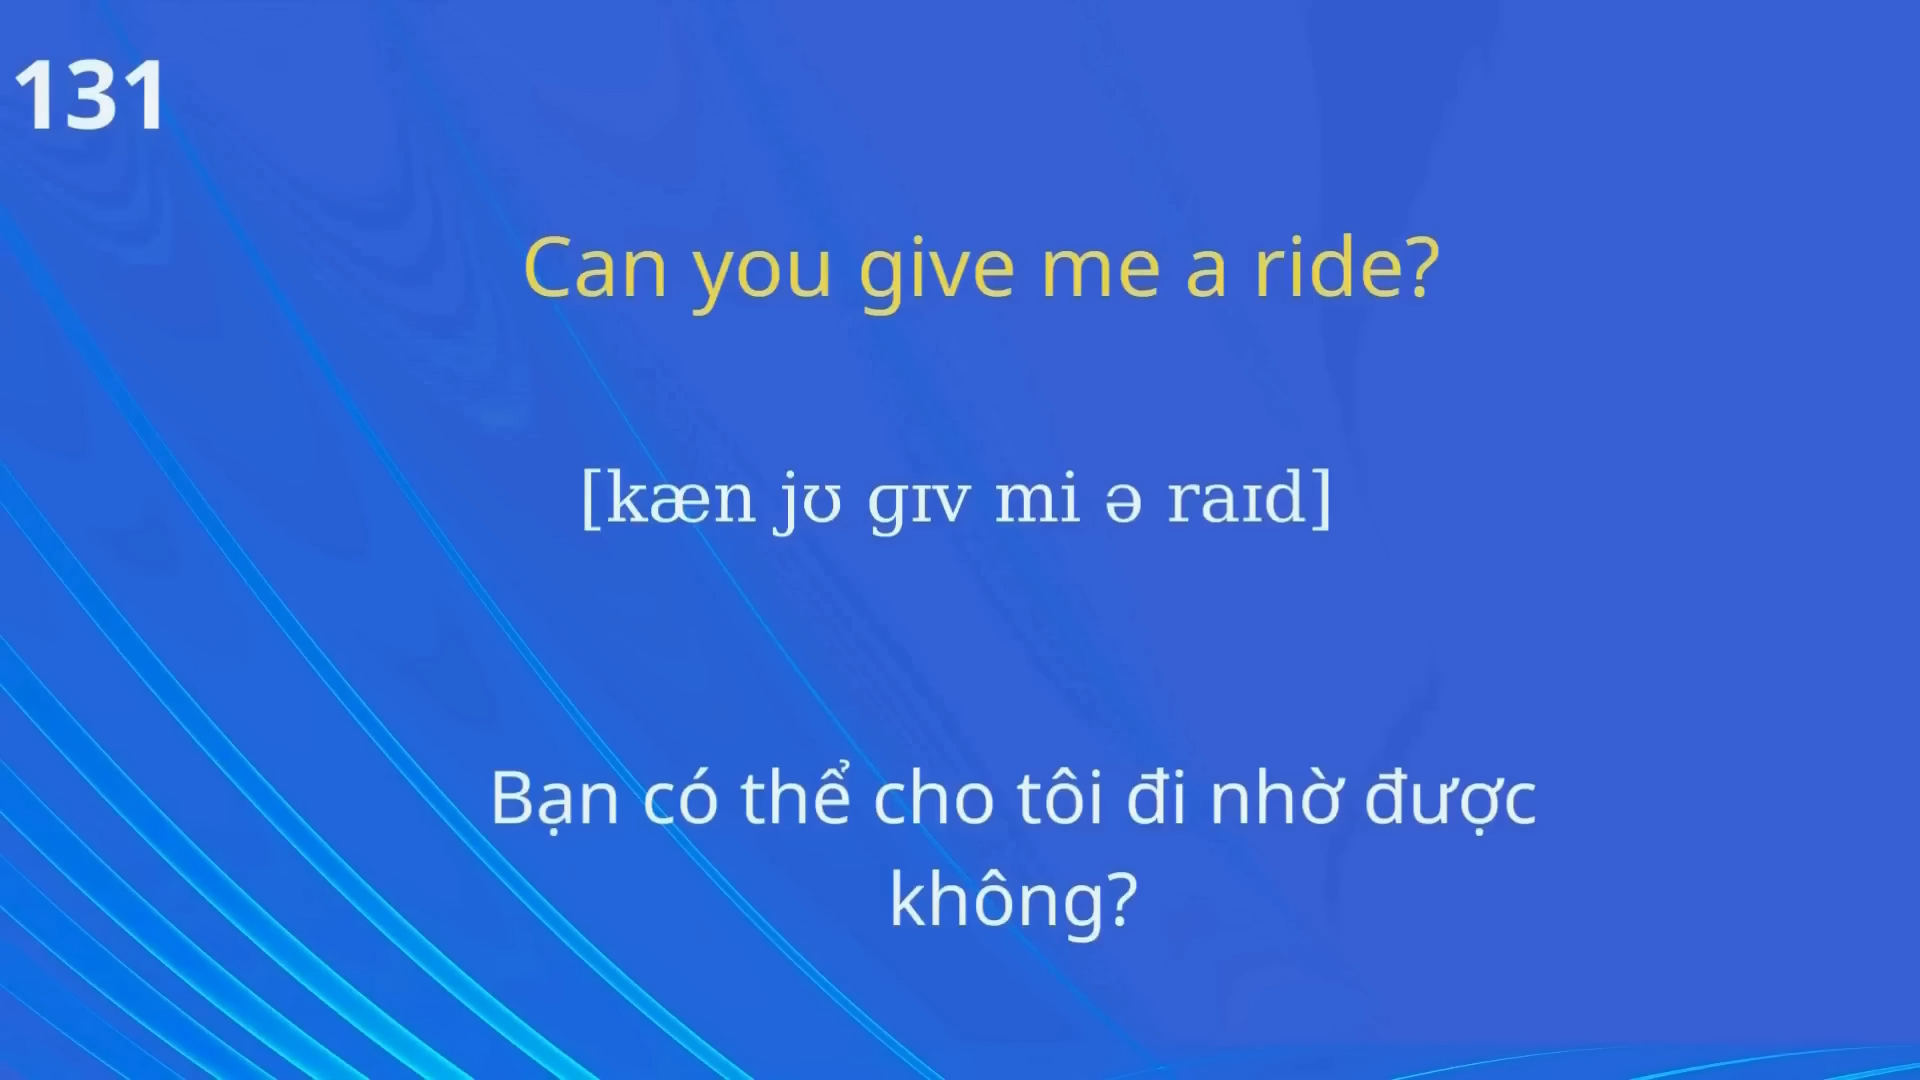 131
Can you give me a ride?
[kæn jʊ ɡɪv mi ə raɪd]
Bạn có thể cho tôi đi nhờ được
không?